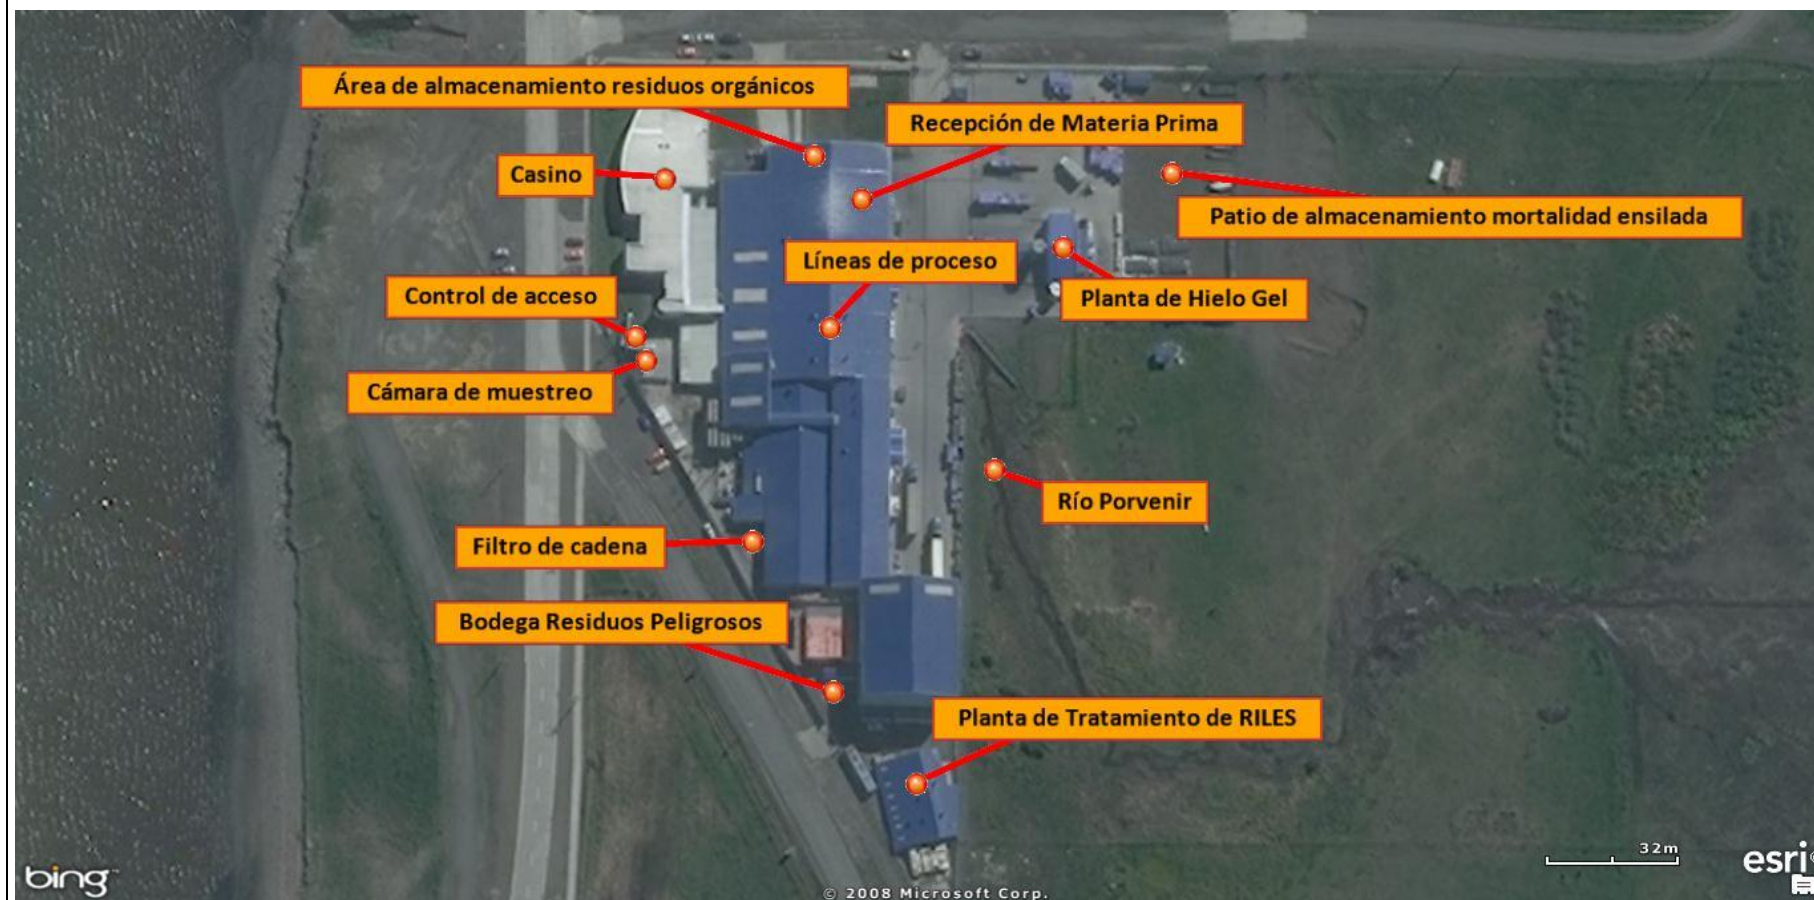 Área de almacenamiento residuos orgánicos
Recepción de Materia Prima
Casino
Patio de almacenamiento mortalidad ensilada
Líneas de proceso
Control de acceso
Planta de Hielo Gel
Cámara de muestreo
Río Porvenir
Filtro de cadena
Bodega Residuos Peligrosos
Planta de Tratamiento de RILES
32m
bing
esri
© 2008 Microsoft Corp.